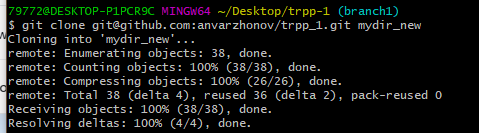 79772@DESKTOP-P1PCR9C MINGW64 ~/Desktop/trpp-1 (branch1)
$ git clone git@github.com:anvarzhonov/trpp_1.git mydir_new
Cloning into 'mydir_new'...
remote: Enumerating objects: 38, done.
remote: Counting objects: 100% (38/38), done.
remote: Compressing objects: 100% (26/26), done.
remote: Total 38 (delta 4), reused 36 (delta 2), pack-reused 0
Receiving objects: 100% (38/38), done.
Resolving deltas: 100% (4/4), done.